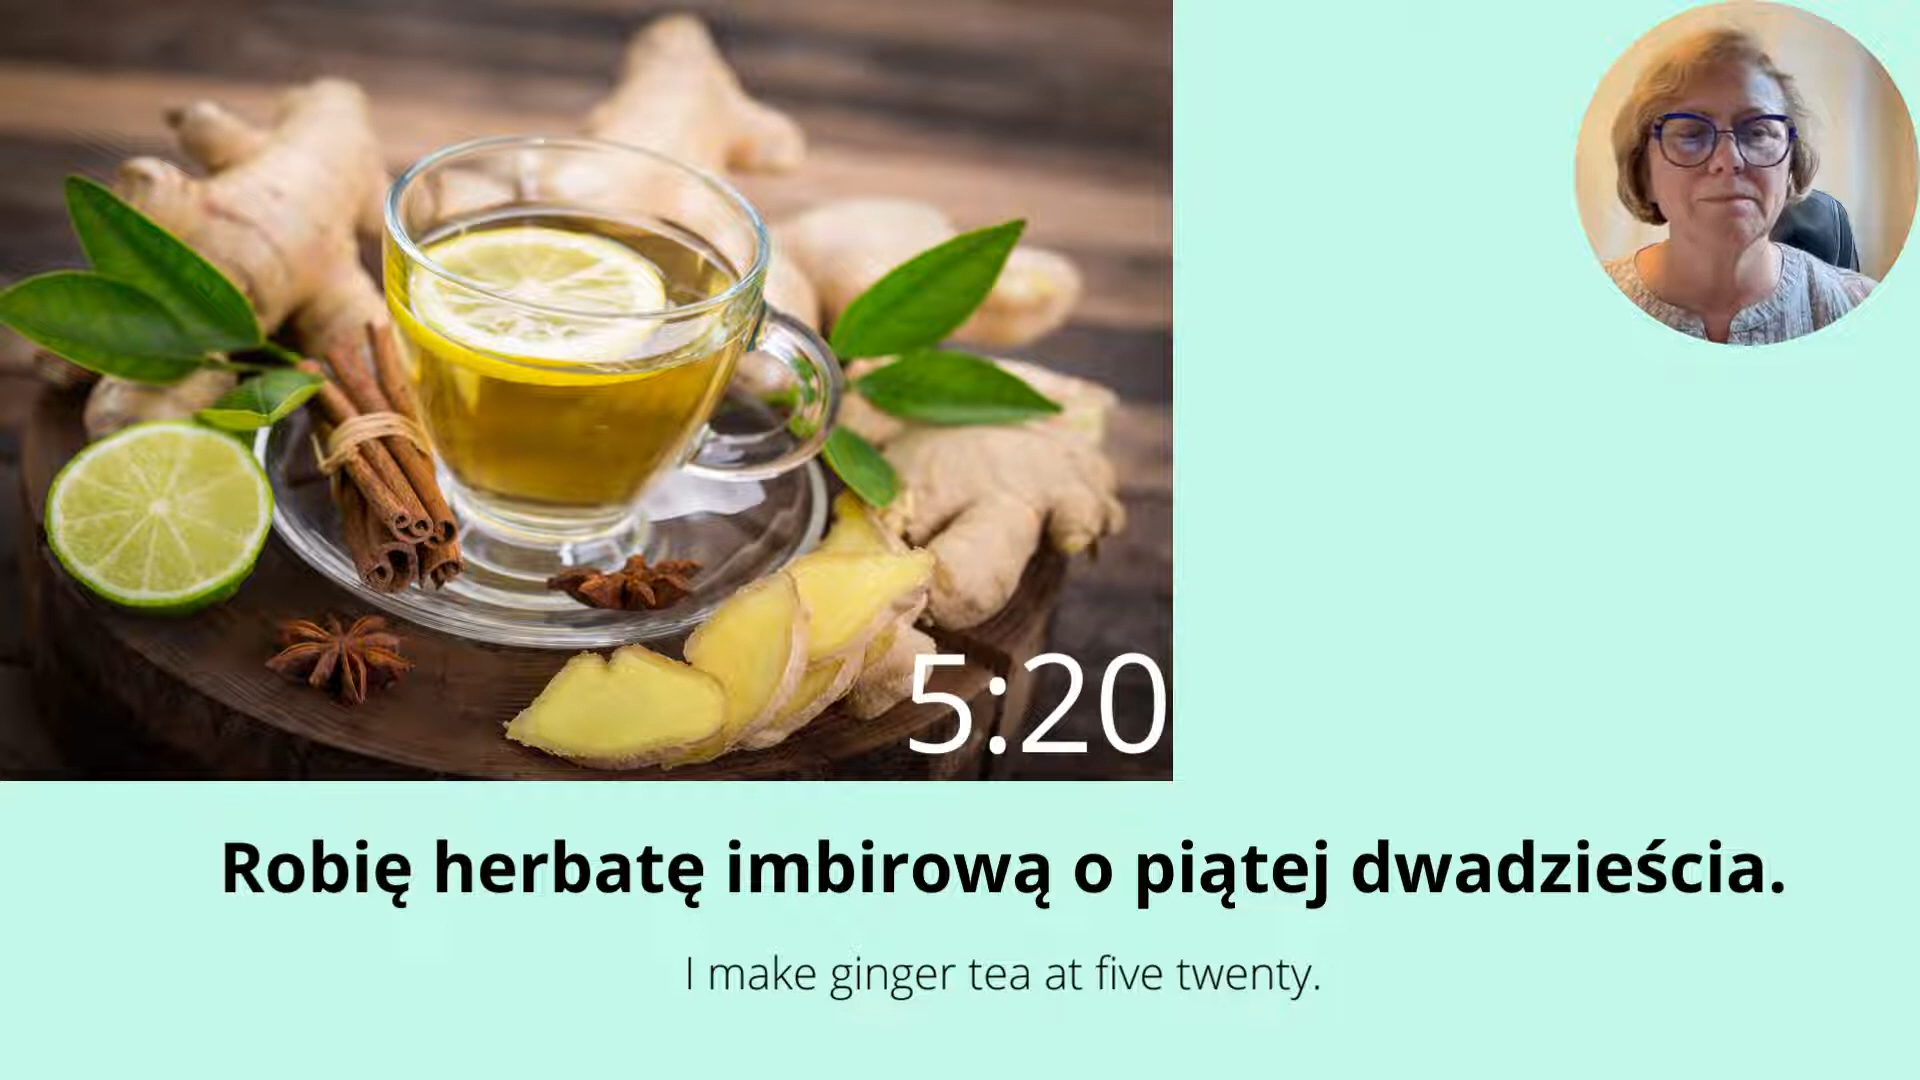 5:20
Robię herbatę imbirową o piątej dwadzieścia.
I make ginger tea at five twenty.